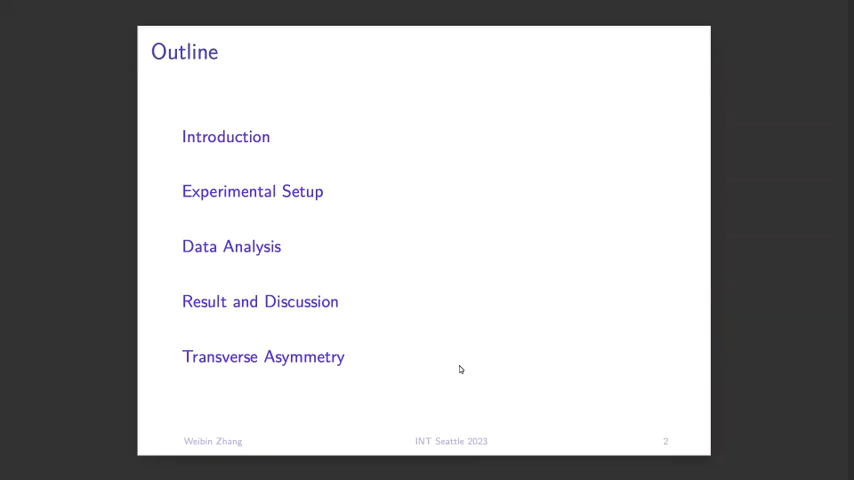 Outline
Introduction
Experimental Setup
Data Analysis
Result and Discussion
Transverse Asymmetry
Weibin Zhang INT Seattle 2023 2